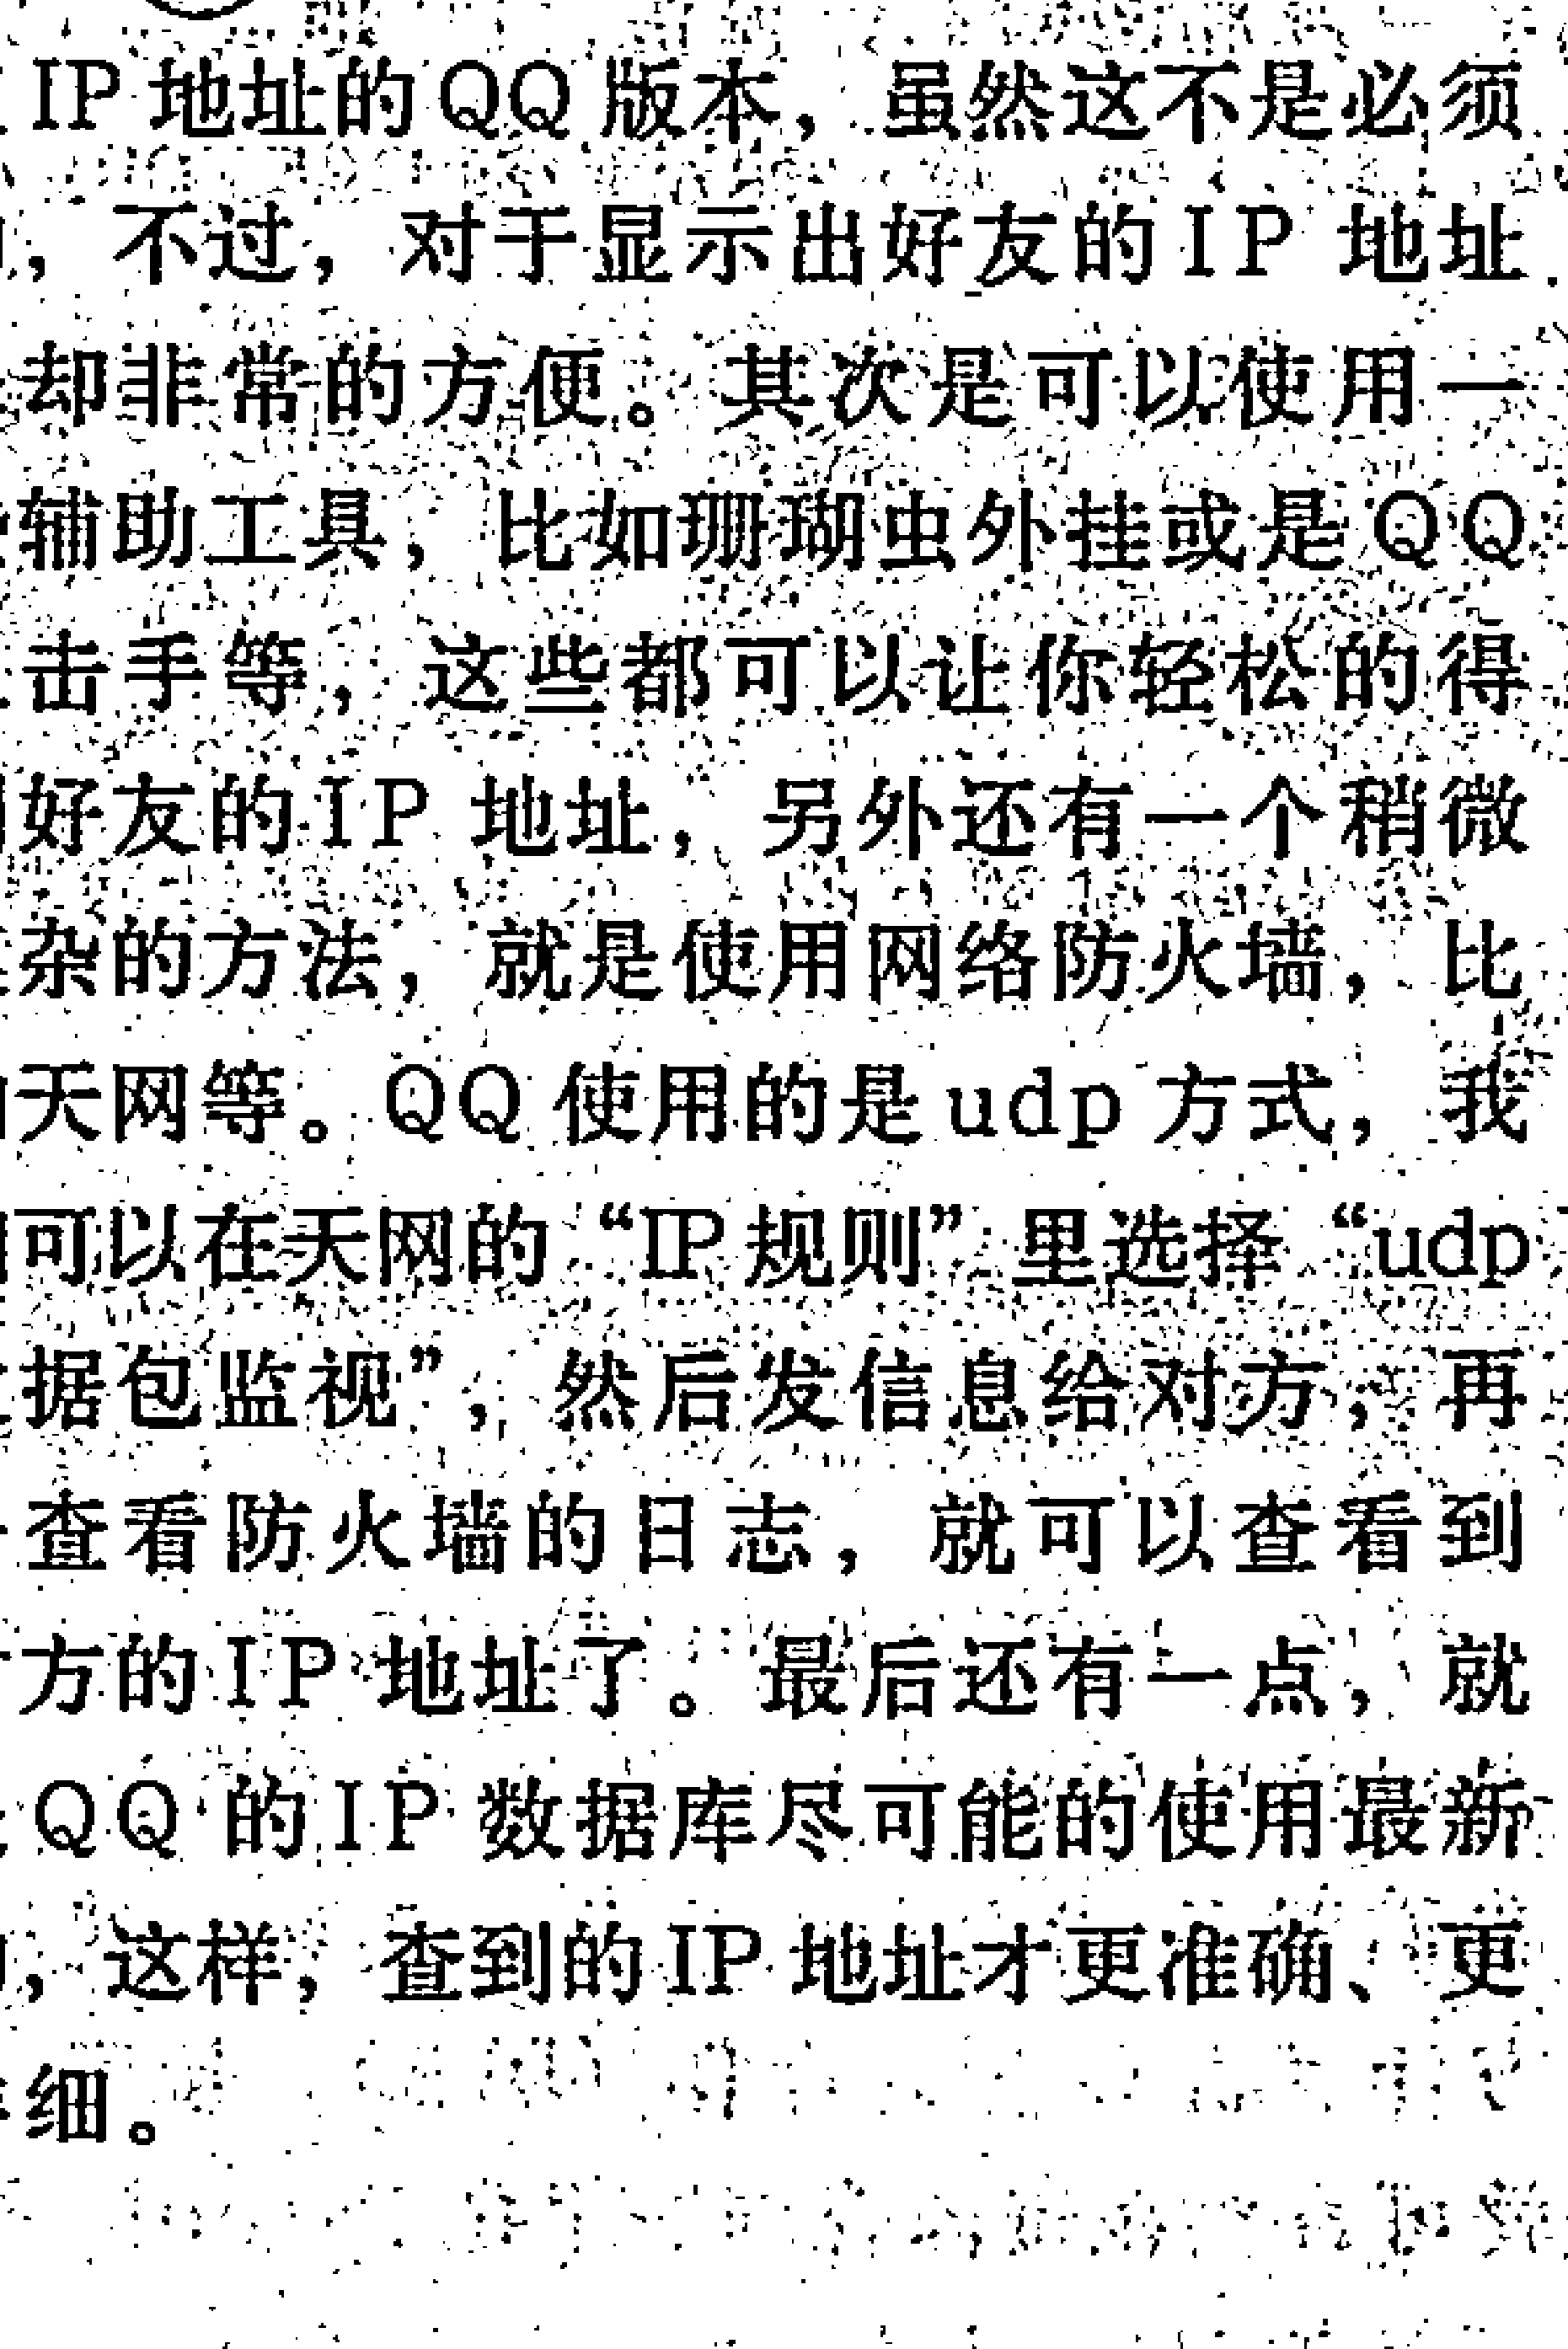 IP地址的QQ版本，虽然这不是必须
，不过，对于显示出好友的IP 地址
却非常的方便。其次是可以使用一
辅助工具，比如珊瑚虫外挂或是QQ
击手等，这些都可以让你轻松的得
好友的IP 地址，另外还有一个稍微
杂的方法，就是使用网络防火墙，比
天网等。QQ使用的是udp方式，我
可以在天网的“IP规则”里选择“udp
据包监视”，然后发信息给对方，再
查看防火墙的日志，就可以查看到
方的IP地址了。最后还有一点，就
QQ的IP数据库尽可能的使用最新
，这样，查到的IP地址才更准确、更
细。